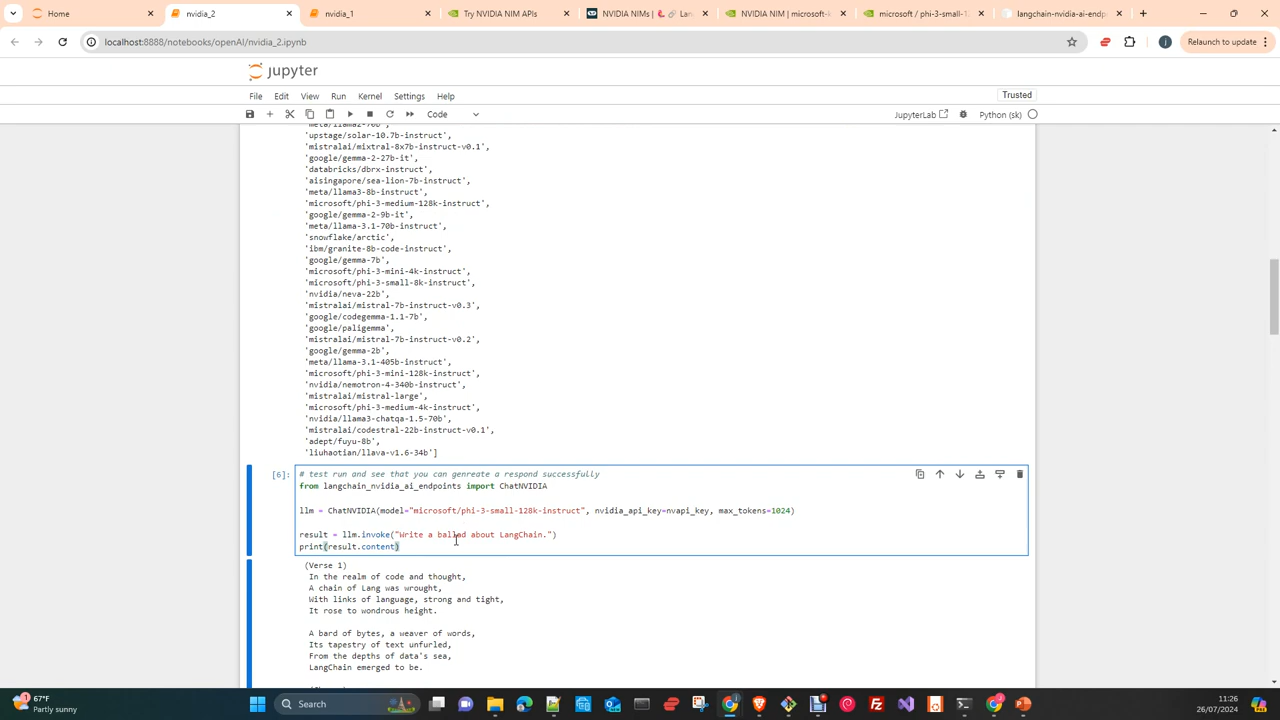 Home
nvidia_2
nvidia_1
Try NVIDIA NIM APIs
NVIDIA NIMs | 🦜🔗 Lan
NVIDIA NIM | microsoft-
microsoft / phi-3-small-12
langchain-nvidia-ai-endp
localhost:8888/notebooks/openAI/nvidia_2.ipynb
Relaunch to update
jupyter
File Edit View Run Kernel Settings Help
Trusted
Code
JupyterLab
Python (sk)
'meta/llama2-70b',
'upstage/solar-10.7b-instruct',
'mistralai/mixtral-8x7b-instruct-v0.1',
'google/gemma-2-27b-it',
'databricks/dbrx-instruct',
'aisingapore/sea-lion-7b-instruct',
'meta/llama3-8b-instruct',
'microsoft/phi-3-medium-128k-instruct',
'google/gemma-2-9b-it',
'meta/llama-3.1-70b-instruct',
'snowflake/arctic',
'ibm/granite-8b-code-instruct',
'google/gemma-7b',
'microsoft/phi-3-mini-4k-instruct',
'microsoft/phi-3-small-8k-instruct',
'nvidia/neva-22b',
'mistralai/mistral-7b-instruct-v0.3',
'google/codegemma-1.1-7b',
'google/paligemma',
'mistralai/mistral-7b-instruct-v0.2',
'google/gemma-2b',
'meta/llama-3.1-405b-instruct',
'microsoft/phi-3-mini-128k-instruct',
'nvidia/nemotron-4-340b-instruct',
'mistralai/mistral-large',
'microsoft/phi-3-medium-4k-instruct',
'nvidia/llama3-chatqa-1.5-70b',
'mistralai/codestral-22b-instruct-v0.1',
'adept/fuyu-8b',
'liuhaotian/llava-v1.6-34b']
[6]:
# test run and see that you can genreate a respond successfully
from langchain_nvidia_ai_endpoints import ChatNVIDIA
llm = ChatNVIDIA(model="microsoft/phi-3-small-128k-instruct", nvidia_api_key=nvapi_key, max_tokens=1024)
result = llm.invoke("Write a ballad about LangChain.")
print(result.content)
(Verse 1)
In the realm of code and thought,
A chain of Lang was wrought,
With links of language, strong and tight,
It rose to wondrous height.
A bard of bytes, a weaver of words,
Its tapestry of text unfurled,
From the depths of data's sea,
LangChain emerged to be.
67°F
Partly sunny
Search
11:26
26/07/2024